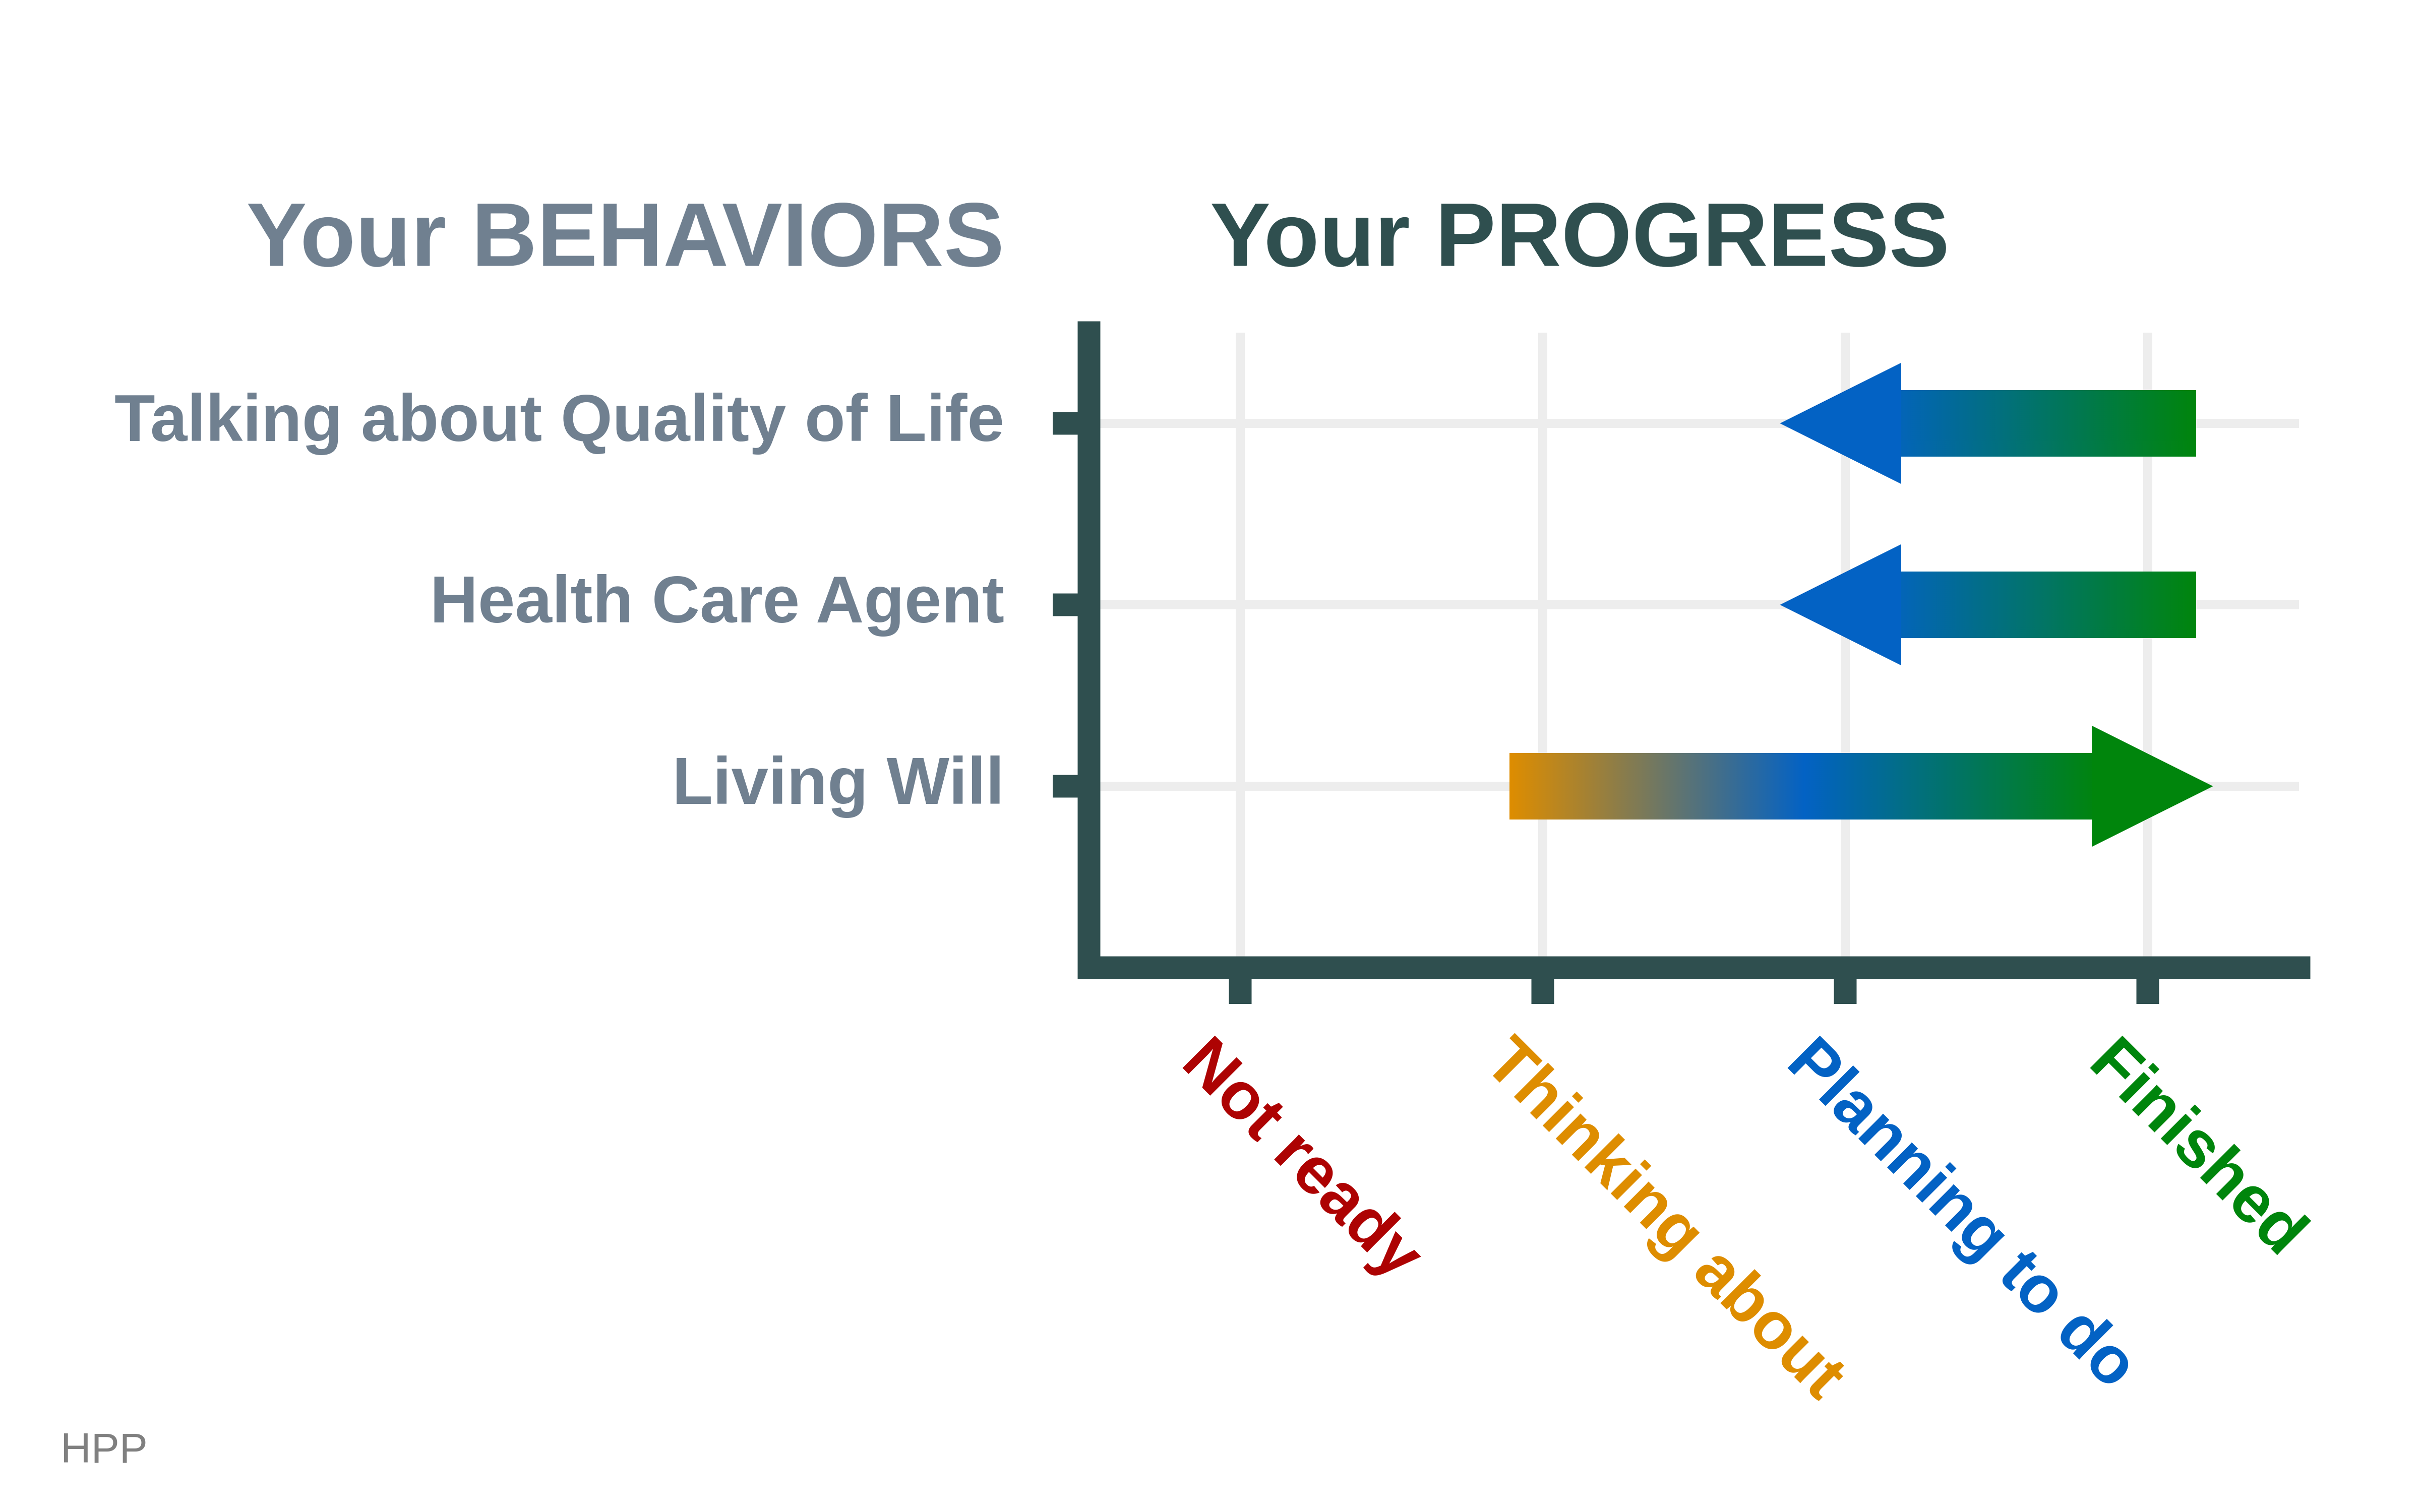 Your BEHAVIORS
Your PROGRESS
Talking about Quality of Life
Health Care Agent
Living Will
Not ready
Thinking about
Planning to do
Finished
HPP